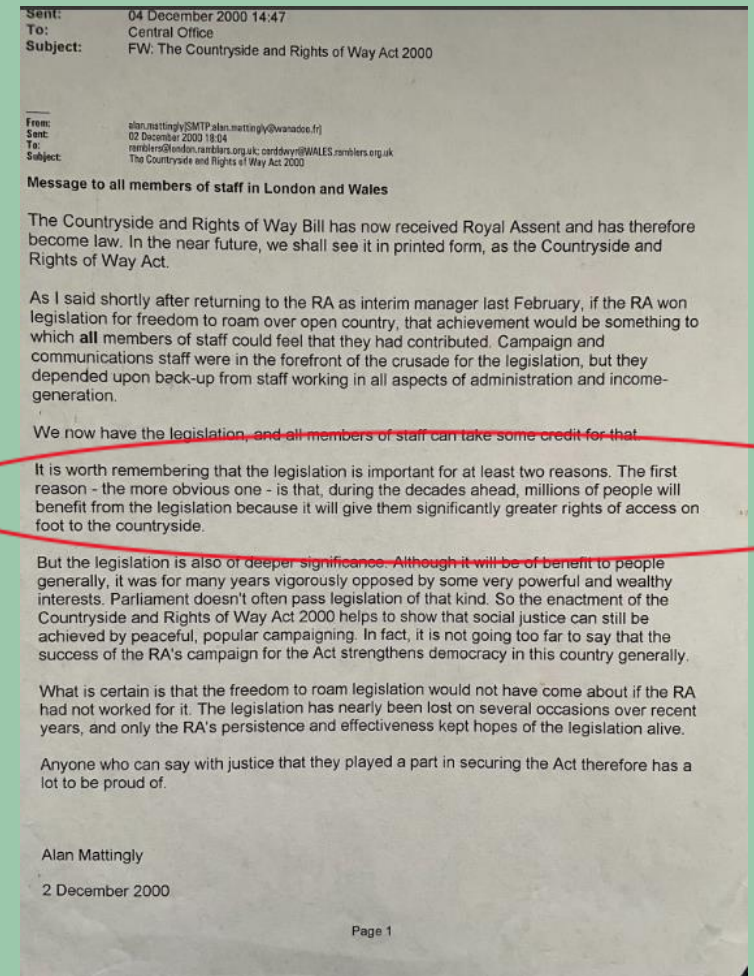 Sent: 04 December 2000 14:47
To: Central Office
Subject: FW: The Countryside and Rights of Way Act 2000
From: alan.mattingly[SMTP:alan.mattingly@wanadoo.fr]
Sent: 02 December 2000 18:04
To: ramblers@london.ramblers.org.uk; cerddwyr@WALES.ramblers.org.uk
Subject: The Countryside and Rights of Way Act 2000
Message to all members of staff in London and Wales
The Countryside and Rights of Way Bill has now received Royal Assent and has therefore
become law. In the near future, we shall see it in printed form, as the Countryside and
Rights of Way Act.
As I said shortly after returning to the RA as interim manager last February, if the RA won
legislation for freedom to roam over open country, that achievement would be something to
which all members of staff could feel that they had contributed. Campaign and
communications staff were in the forefront of the crusade for the legislation, but they
depended upon back-up from staff working in all aspects of administration and income-
generation.
We now have the legislation, and all members of staff can take some credit for that.
It is worth remembering that the legislation is important for at least two reasons. The first
reason - the more obvious one - is that, during the decades ahead, millions of people will
benefit from the legislation because it will give them significantly greater rights of access on
foot to the countryside.
But the legislation is also of deeper significance. Although it will be of benefit to people
generally, it was for many years vigorously opposed by some very powerful and wealthy
interests. Parliament doesn't often pass legislation of that kind. So the enactment of the
Countryside and Rights of Way Act 2000 helps to show that social justice can still be
achieved by peaceful, popular campaigning. In fact, it is not going too far to say that the
success of the RA's campaign for the Act strengthens democracy in this country generally.
What is certain is that the freedom to roam legislation would not have come about if the RA
had not worked for it. The legislation has nearly been lost on several occasions over recent
years, and only the RA's persistence and effectiveness kept hopes of the legislation alive.
Anyone who can say with justice that they played a part in securing the Act therefore has a
lot to be proud of.
Alan Mattingly
2 December 2000
Page 1